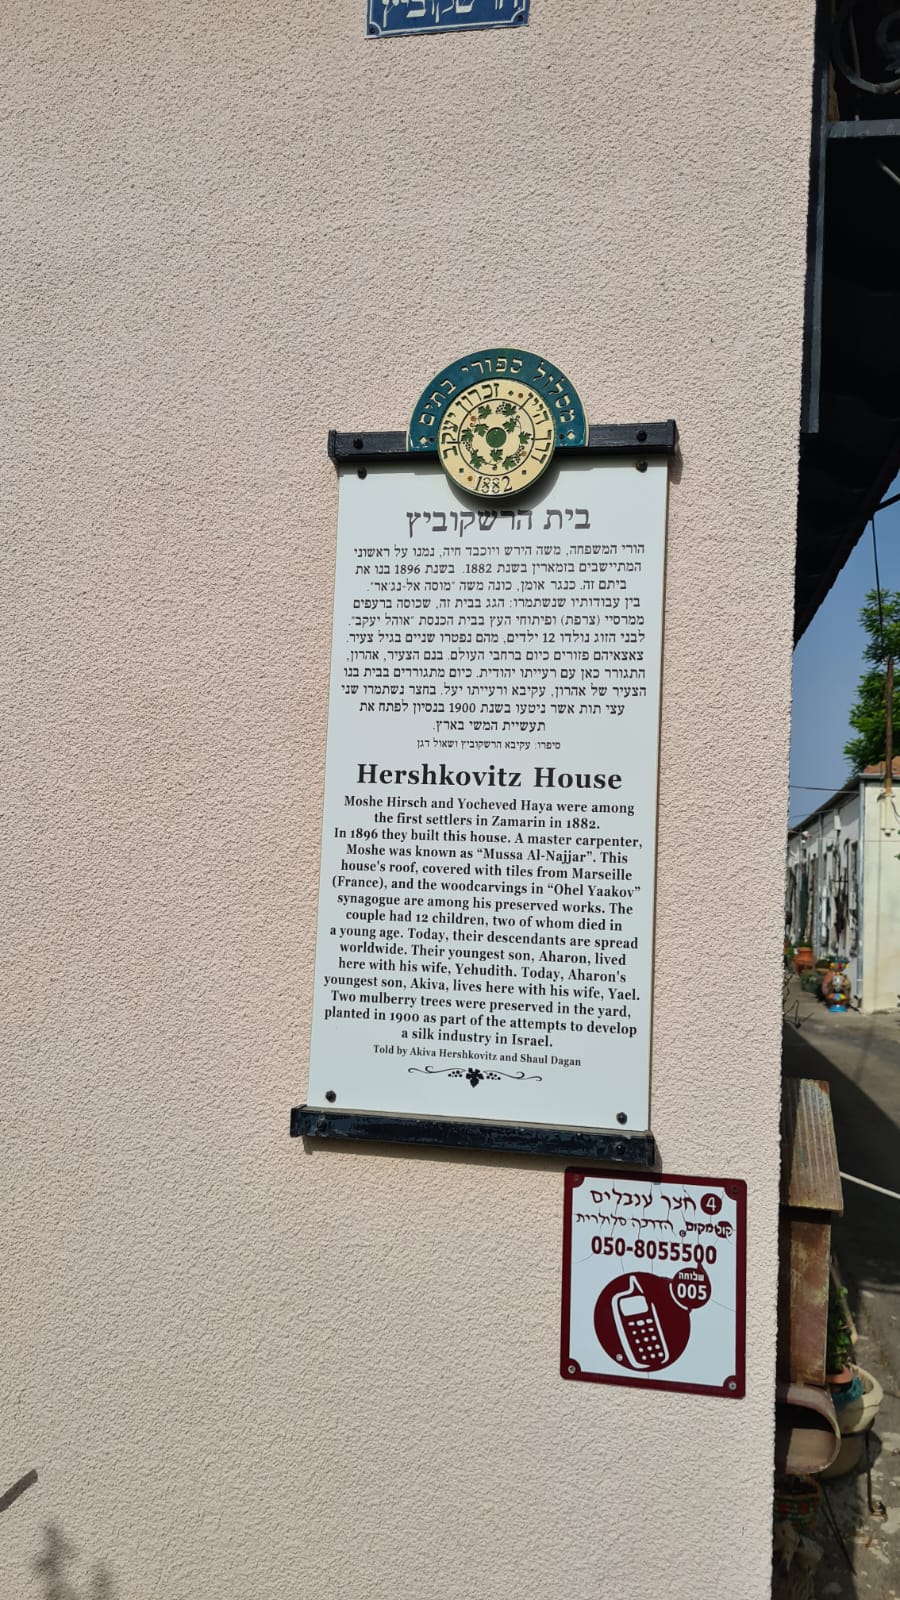 הרשקוביץ
מסלול ספורי בתים
דרך היין • זכרון יעקב
1882
בית הרשקוביץ
הורי המשפחה, משה הירש ויוכבד חיה, נמנו על ראשוני
המתיישבים בזמארין בשנת 1882. בשנת 1896 בנו את
ביתם זה. כנגר אומן, כונה משה "מוסה אל-נג'אר".
בין עבודותיו שנשתמרו: הגג בבית זה, שכוסה ברעפים
ממרסיי (צרפת) ופיתוחי העץ בבית הכנסת "אוהל יעקב".
לבני הזוג נולדו 12 ילדים, מהם נפטרו שניים בגיל צעיר.
צאצאיהם פזורים כיום ברחבי העולם. בנם הצעיר, אהרון,
התגורר כאן עם רעייתו יהודית. כיום מתגוררים בבית בנו
הצעיר של אהרון, עקיבא ורעייתו יעל. בחצר נשתמרו שני
עצי תות אשר ניטעו בשנת 1900 בנסיון לפתח את
תעשיית המשי בארץ.
סיפרו: עקיבא הרשקוביץ ושאול דגן
Hershkovitz House
Moshe Hirsch and Yocheved Haya were among
the first settlers in Zamarin in 1882.
In 1896 they built this house. A master carpenter,
Moshe was known as “Mussa Al-Najjar”. This
house's roof, covered with tiles from Marseille
(France), and the woodcarvings in “Ohel Yaakov”
synagogue are among his preserved works. The
couple had 12 children, two of whom died in
a young age. Today, their descendants are spread
worldwide. Their youngest son, Aharon, lived
here with his wife, Yehudith. Today, Aharon's
youngest son, Akiva, lives here with his wife, Yael.
Two mulberry trees were preserved in the yard,
planted in 1900 as part of the attempts to develop
a silk industry in Israel.
Told by Akiva Hershkovitz and Shaul Dagan
4 חצר ענבלים
קול מקום הדרכה סלולרית
050-8055500
שלוחה
005